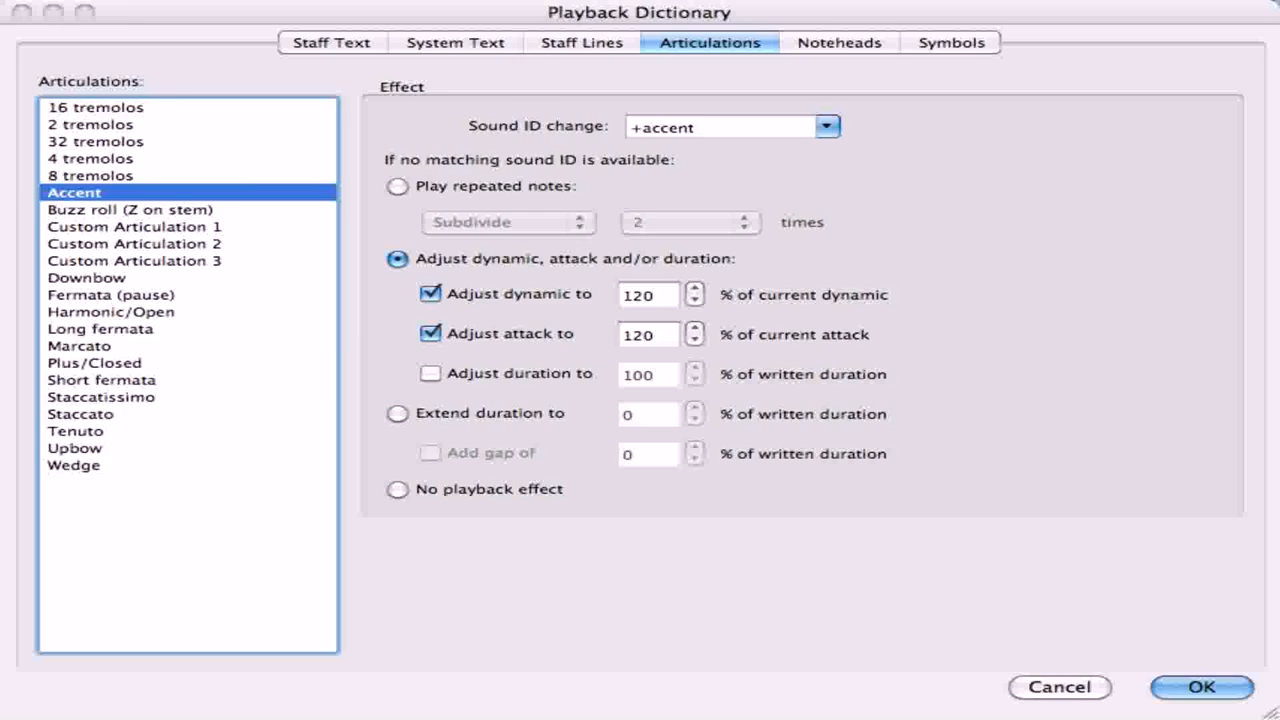 Playback Dictionary
Staff Text System Text Staff Lines Articulations Noteheads Symbols
Articulations:
16 tremolos
2 tremolos
32 tremolos
4 tremolos
8 tremolos
Accent
Buzz roll (Z on stem)
Custom Articulation 1
Custom Articulation 2
Custom Articulation 3
Downbow
Fermata (pause)
Harmonic/Open
Long fermata
Marcato
Plus/Closed
Short fermata
Staccatissimo
Staccato
Tenuto
Upbow
Wedge
Effect
Sound ID change: +accent
If no matching sound ID is available:
Play repeated notes:
Subdivide 2 times
Adjust dynamic, attack and/or duration:
Adjust dynamic to 120 % of current dynamic
Adjust attack to 120 % of current attack
Adjust duration to 100 % of written duration
Extend duration to 0 % of written duration
Add gap of 0 % of written duration
No playback effect
Cancel OK